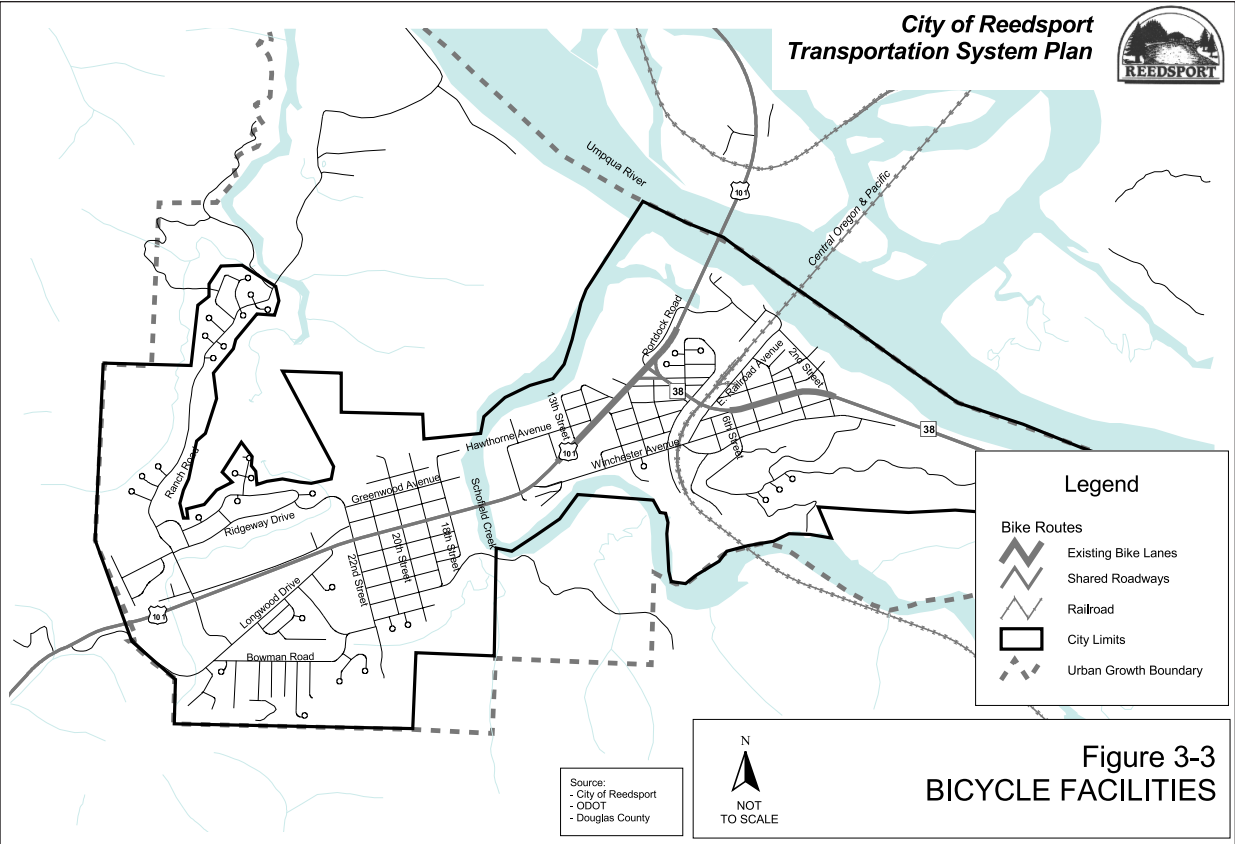 City of Reedsport
Transportation System Plan
REEDSPORT
Umpqua River
101
Central Oregon & Pacific
Portdock Road
2nd Street
E. Railroad Avenue
38
13th Street
6th Street
38
Hawthorne Avenue
101
Winchester Avenue
Ranch Road
Greenwood Avenue
Schofield Creek
Ridgeway Drive
18th Street
20th Street
22nd Street
Longwood Drive
101
Bowman Road
Legend
Bike Routes
Existing Bike Lanes
Shared Roadways
Railroad
City Limits
Urban Growth Boundary
Source:
- City of Reedsport
- ODOT
- Douglas County
N
NOT
TO SCALE
Figure 3-3
BICYCLE FACILITIES